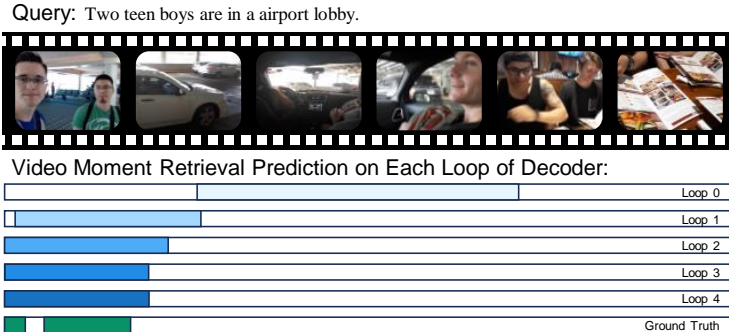 Query: Two teen boys are in a airport lobby.
Video Moment Retrieval Prediction on Each Loop of Decoder:
Loop 0
Loop 1
Loop 2
Loop 3
Loop 4
Ground Truth